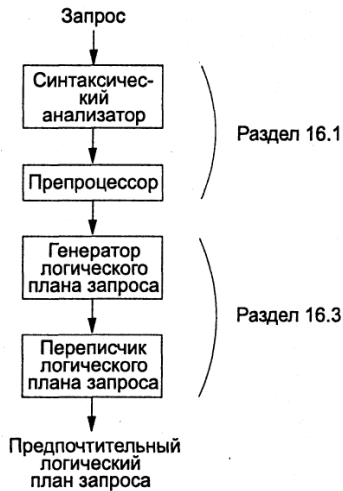 Запрос
Синтаксичес-
кий
анализатор
Раздел 16.1
Препроцессор
Генератор
логического
плана запроса
Раздел 16.3
Переписчик
логического
плана запроса
Предпочтительный
логический
план запроса